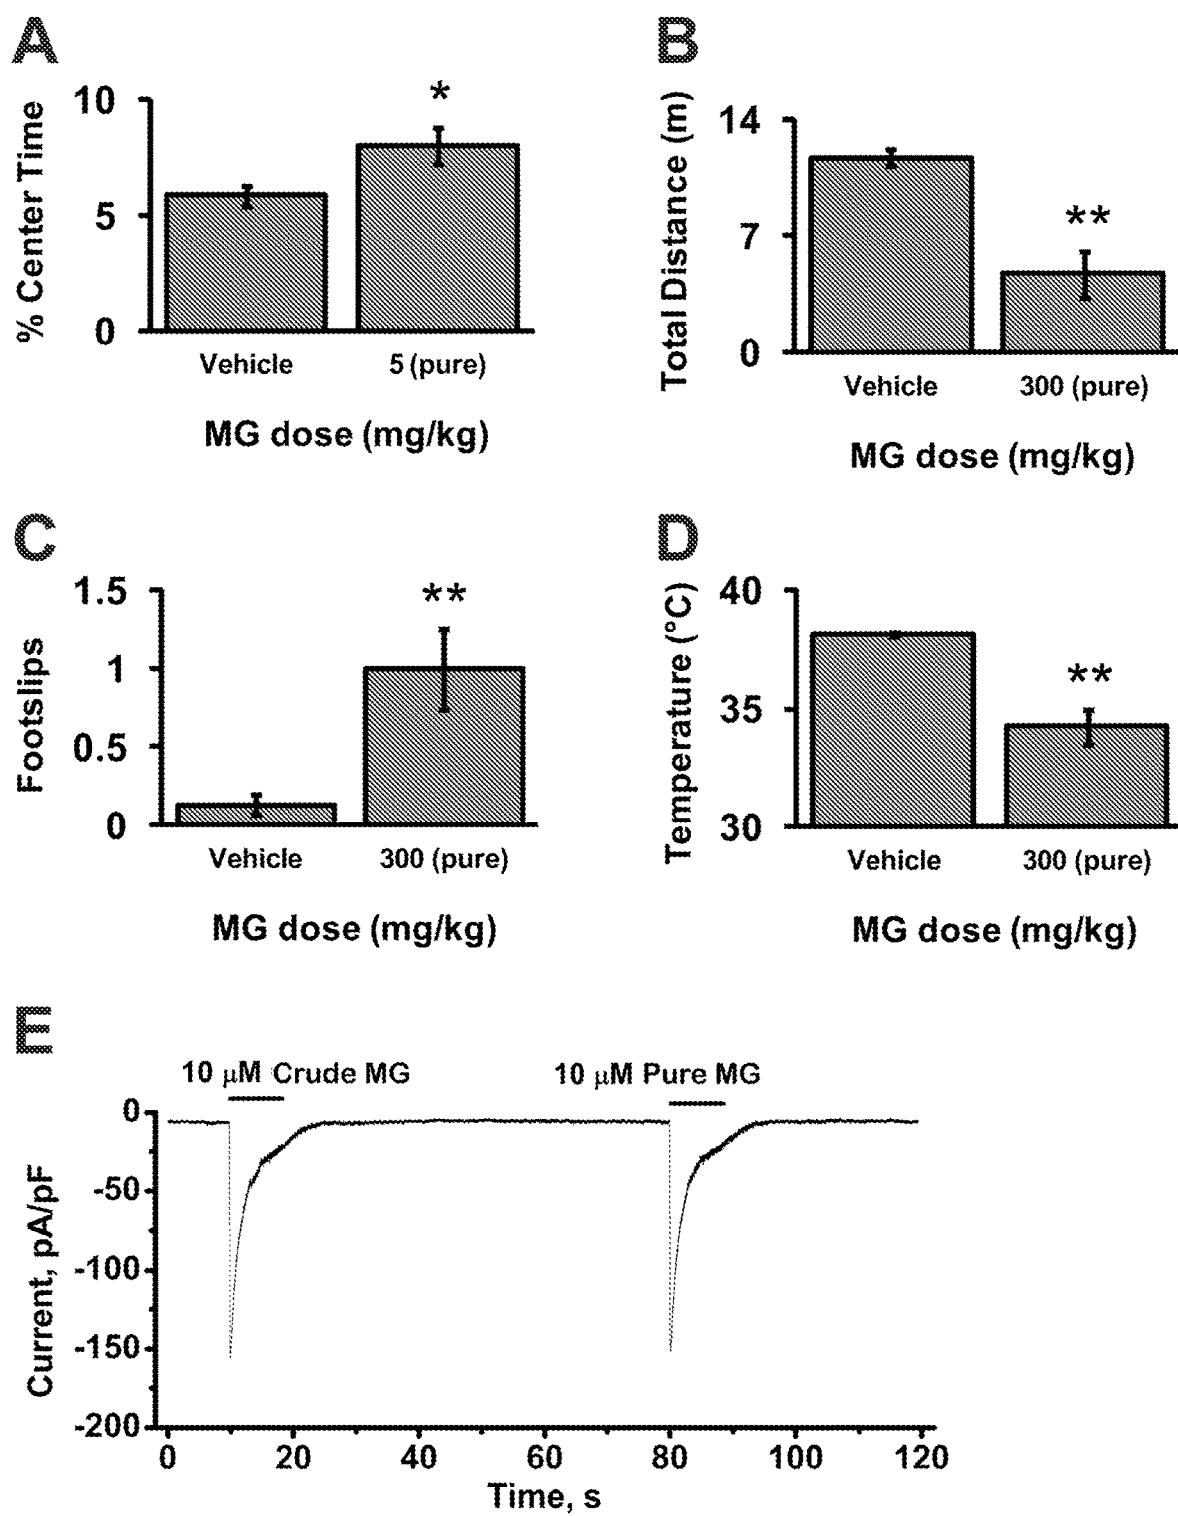 A
% Center Time
10
5
0
*
Vehicle
5 (pure)
MG dose (mg/kg)
B
Total Distance (m)
14
7
0
**
Vehicle
300 (pure)
MG dose (mg/kg)
C
Footslips
1.5
1
0.5
0
**
Vehicle
300 (pure)
MG dose (mg/kg)
D
Temperature (°C)
40
35
30
**
Vehicle
300 (pure)
MG dose (mg/kg)
E
10 μM Crude MG
10 μM Pure MG
Current, pA/pF
0
-50
-100
-150
-200
0 20 40 60 80 100 120
Time, s